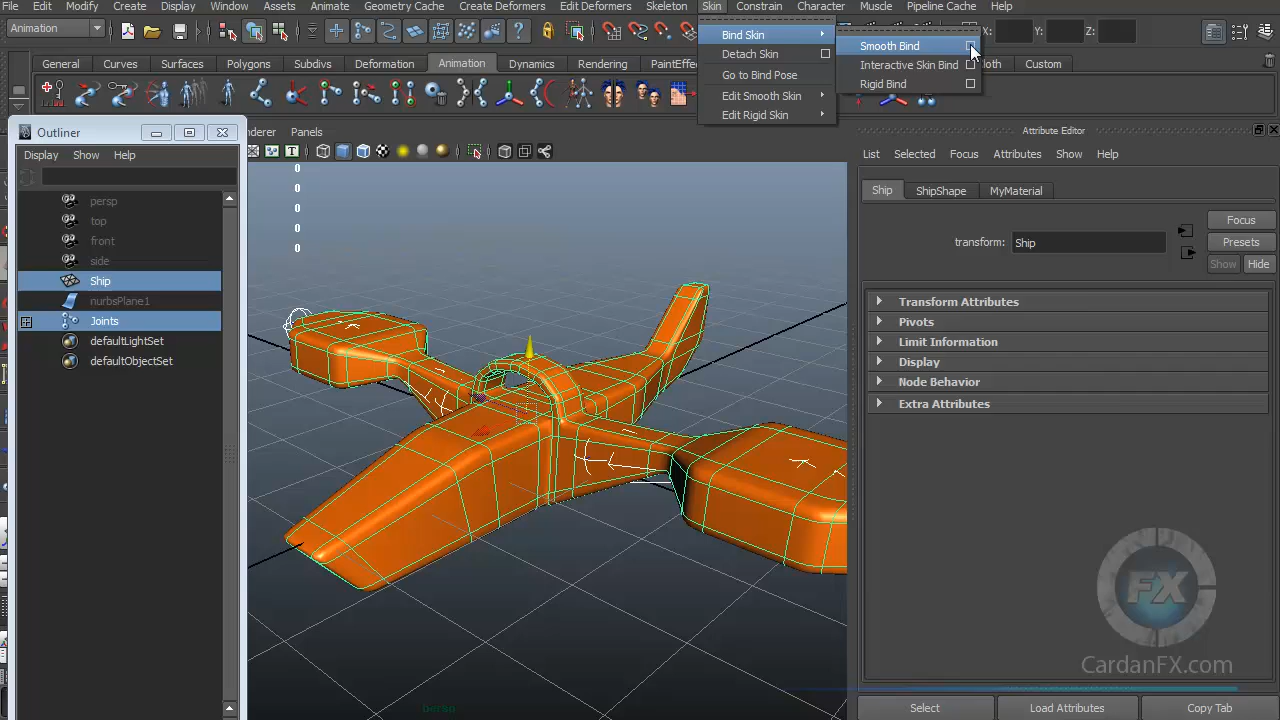 File Edit Modify Create Display Window Assets Animate Geometry Cache Create Deformers Edit Deformers Skeleton Skin Constrain Character Muscle Pipeline Cache Help
Animation
X: Y: Z:
Bind Skin
Detach Skin
Go to Bind Pose
Edit Smooth Skin
Edit Rigid Skin
Smooth Bind
Interactive Skin Bind
Rigid Bind
General Curves Surfaces Polygons Subdivs Deformation Animation Dynamics Rendering PaintEffe oth Custom
Outliner
Display Show Help
persp
top
front
side
Ship
nurbsPlane1
Joints
defaultLightSet
defaultObjectSet
nderer Panels
0
0
0
0
0
Persp
Attribute Editor
List Selected Focus Attributes Show Help
Ship ShipShape MyMaterial
transform: Ship
Focus
Presets
Show Hide
Transform Attributes
Pivots
Limit Information
Display
Node Behavior
Extra Attributes
FX
CardanFX.com
Select Load Attributes Copy Tab